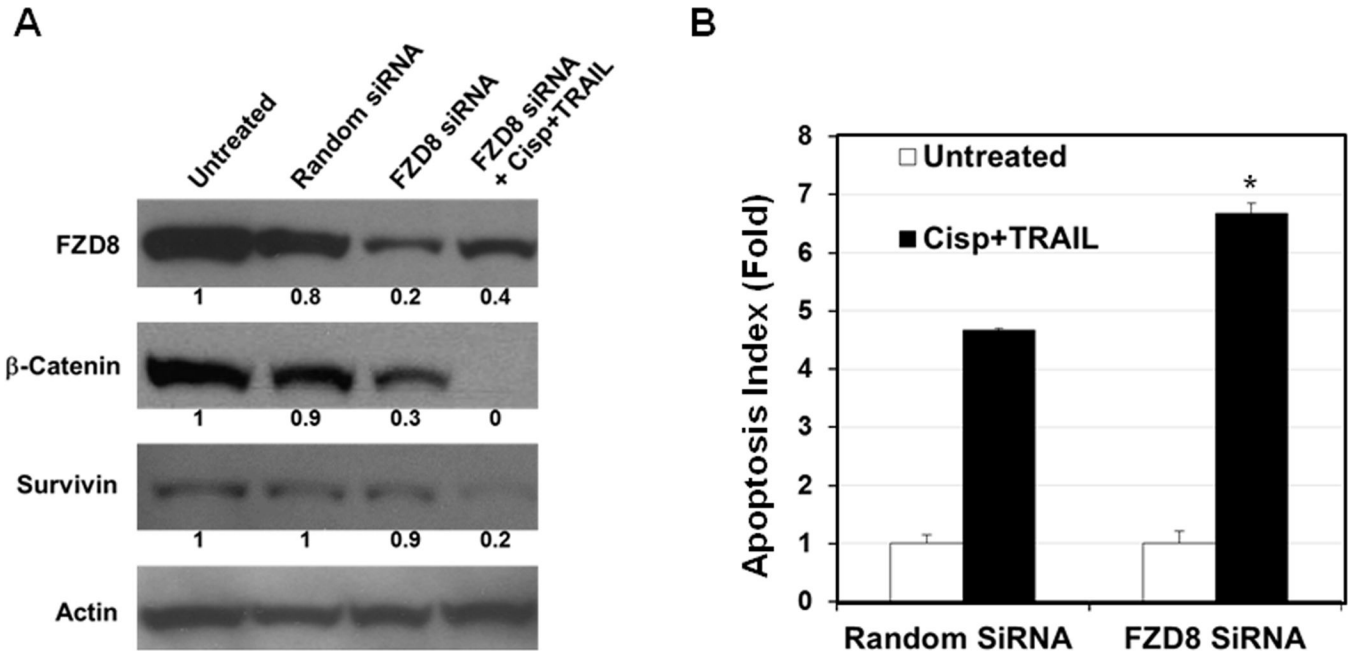 A
Untreated
Random siRNA
FZD8 siRNA
FZD8 siRNA
+ Cisp+TRAIL
FZD8
1 0.8 0.2 0.4
β-Catenin
1 0.9 0.3 0
Survivin
1 1 0.9 0.2
Actin
B
Apoptosis Index (Fold)
8
7
6
5
4
3
2
1
0
Untreated
Cisp+TRAIL
*
Random SiRNA FZD8 SiRNA